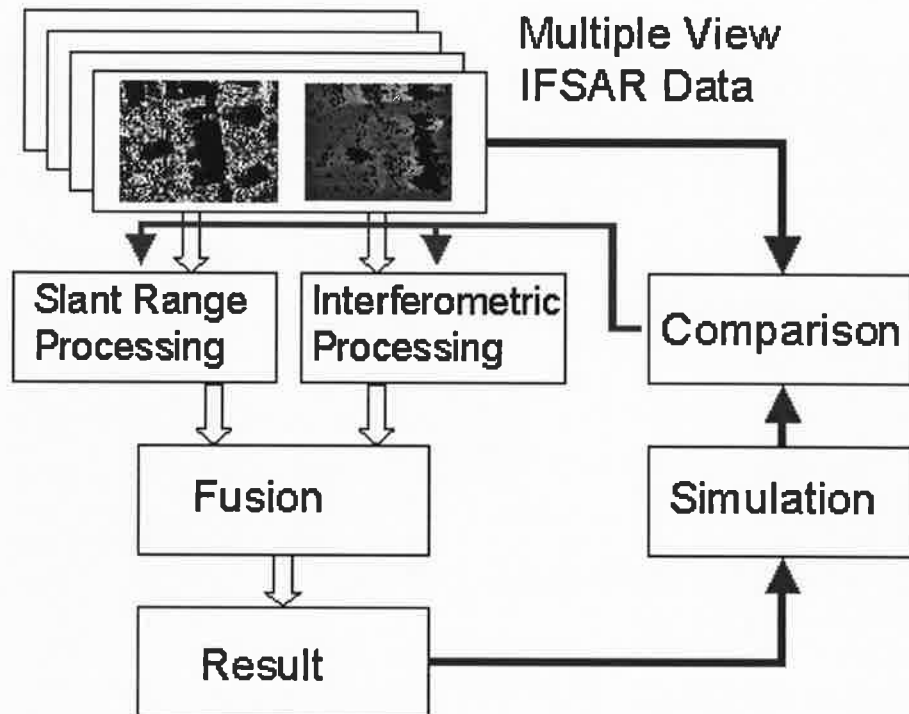 Multiple View
IFSAR Data
Slant Range
Processing
Interferometric
Processing
Comparison
Fusion
Simulation
Result